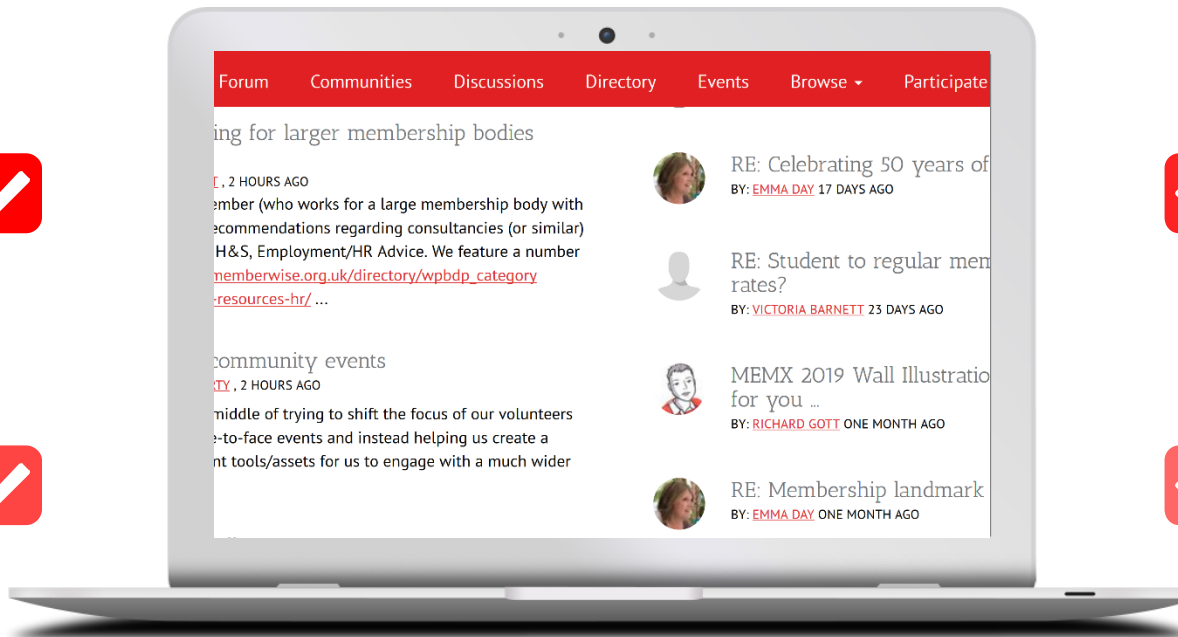 Forum Communities Discussions Directory Events Browse Participate
ing for larger membership bodies
, 2 HOURS AGO
ember (who works for a large membership body with
ecommendations regarding consultancies (or similar)
H&S, Employment/HR Advice. We feature a number
memberwise.org.uk/directory/wpbdp_category
-resources-hr/ ...
community events
RTY , 2 HOURS AGO
middle of trying to shift the focus of our volunteers
e-to-face events and instead helping us create a
nt tools/assets for us to engage with a much wider
RE: Celebrating 50 years of
BY: EMMA DAY 17 DAYS AGO
RE: Student to regular mem
rates?
BY: VICTORIA BARNETT 23 DAYS AGO
MEMX 2019 Wall Illustratio
for you ...
BY: RICHARD GOTT ONE MONTH AGO
RE: Membership landmark
BY: EMMA DAY ONE MONTH AGO